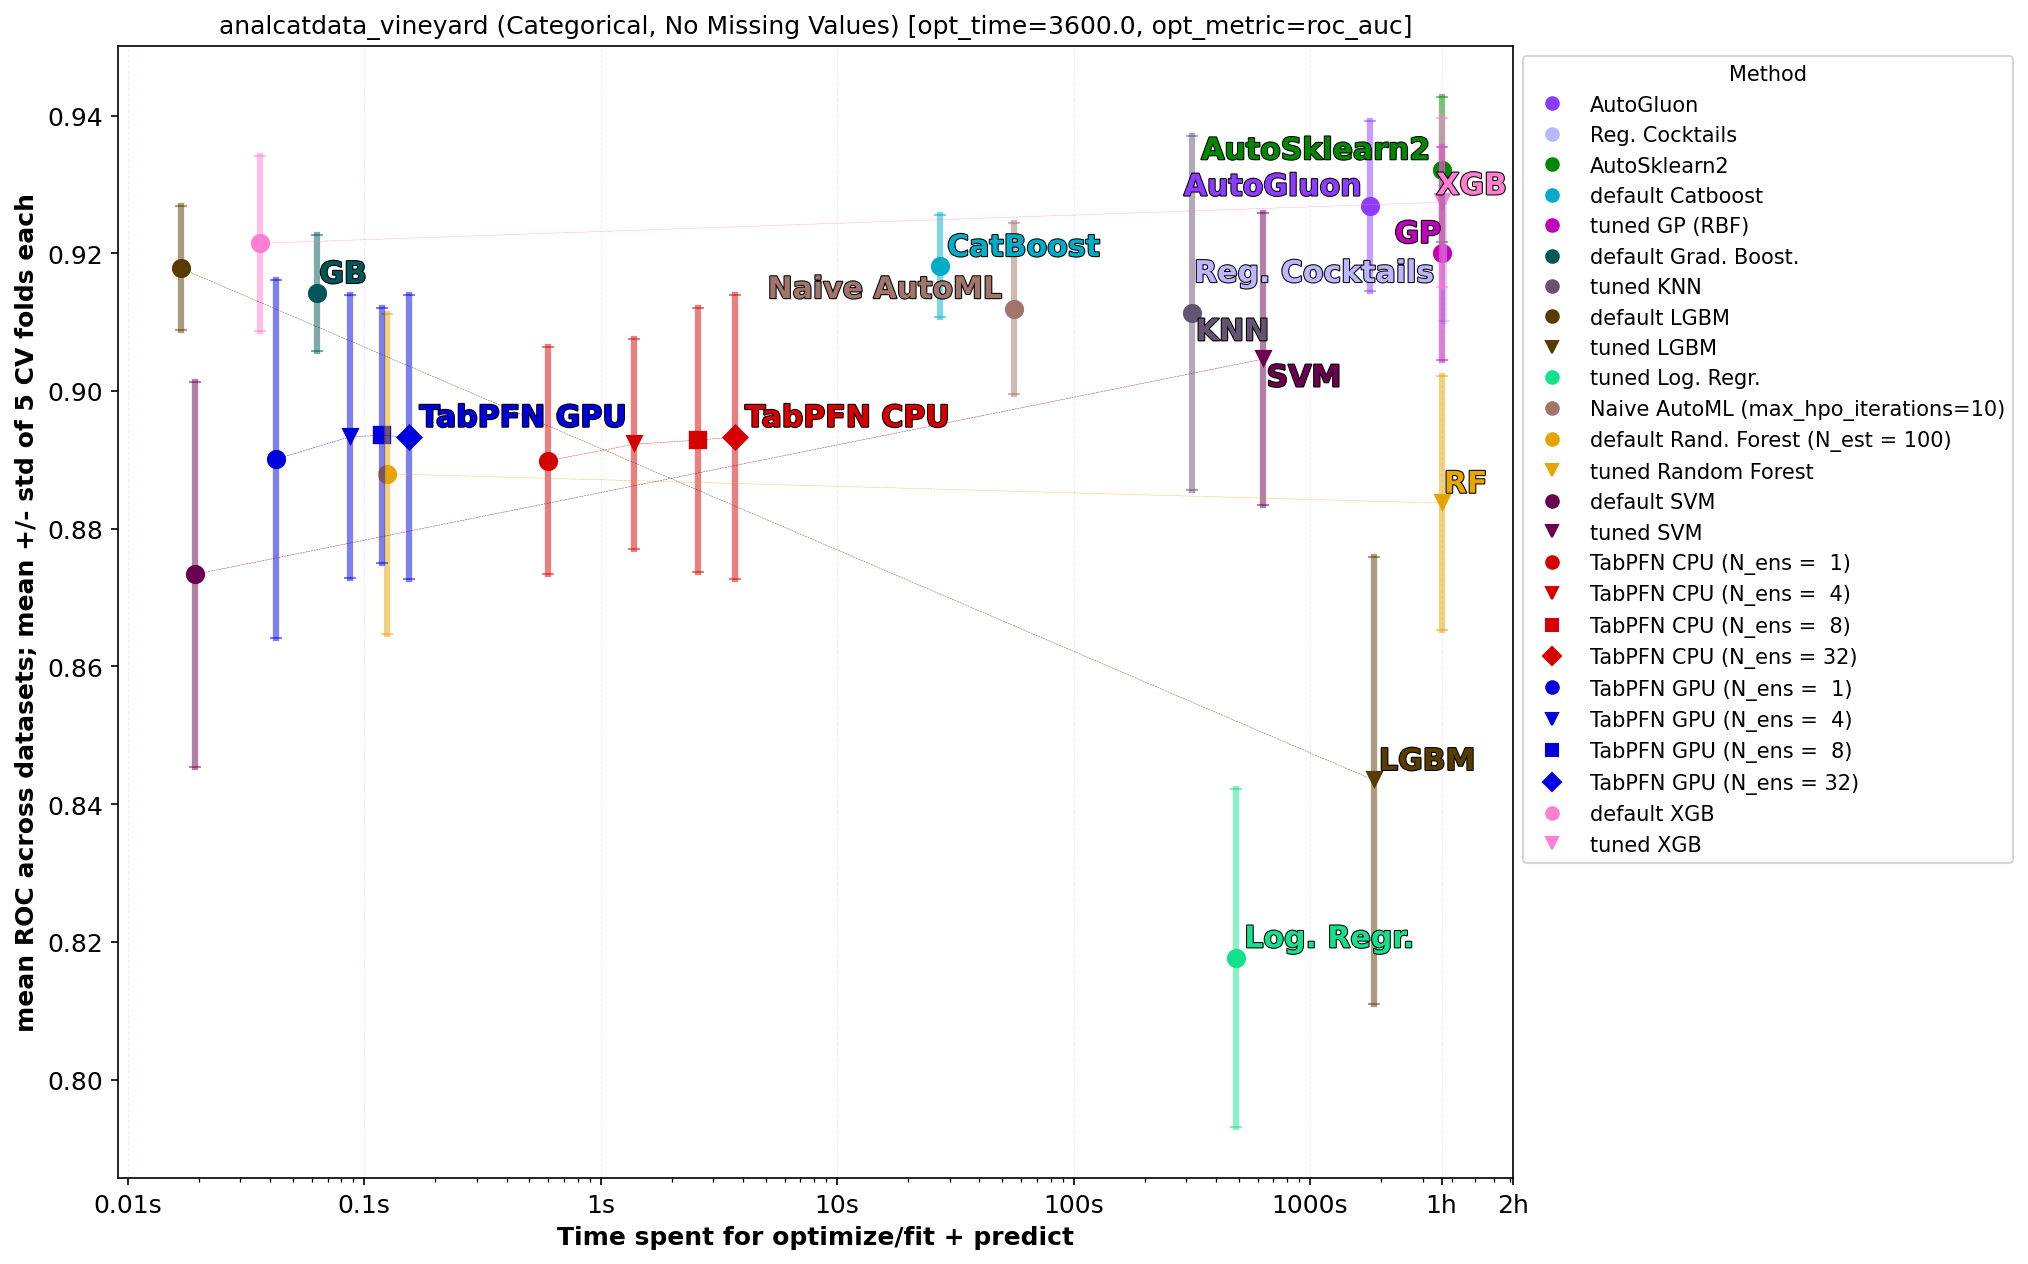 analcatdata_vineyard (Categorical, No Missing Values) [opt_time=3600.0, opt_metric=roc_auc]
mean ROC across datasets; mean +/- std of 5 CV folds each
0.94
0.92
0.90
0.88
0.86
0.84
0.82
0.80
AutoSklearn2
AutoGluon
XGB
GP
CatBoost
GB
Naive AutoML
Reg. Cocktails
KNN
SVM
TabPFN GPU
TabPFN CPU
RF
LGBM
Log. Regr.
0.01s
0.1s
1s
10s
100s
1000s
1h
2h
Time spent for optimize/fit + predict
Method
AutoGluon
Reg. Cocktails
AutoSklearn2
default Catboost
tuned GP (RBF)
default Grad. Boost.
tuned KNN
default LGBM
tuned LGBM
tuned Log. Regr.
Naive AutoML (max_hpo_iterations=10)
default Rand. Forest (N_est = 100)
tuned Random Forest
default SVM
tuned SVM
TabPFN CPU (N_ens =  1)
TabPFN CPU (N_ens =  4)
TabPFN CPU (N_ens =  8)
TabPFN CPU (N_ens = 32)
TabPFN GPU (N_ens =  1)
TabPFN GPU (N_ens =  4)
TabPFN GPU (N_ens =  8)
TabPFN GPU (N_ens = 32)
default XGB
tuned XGB